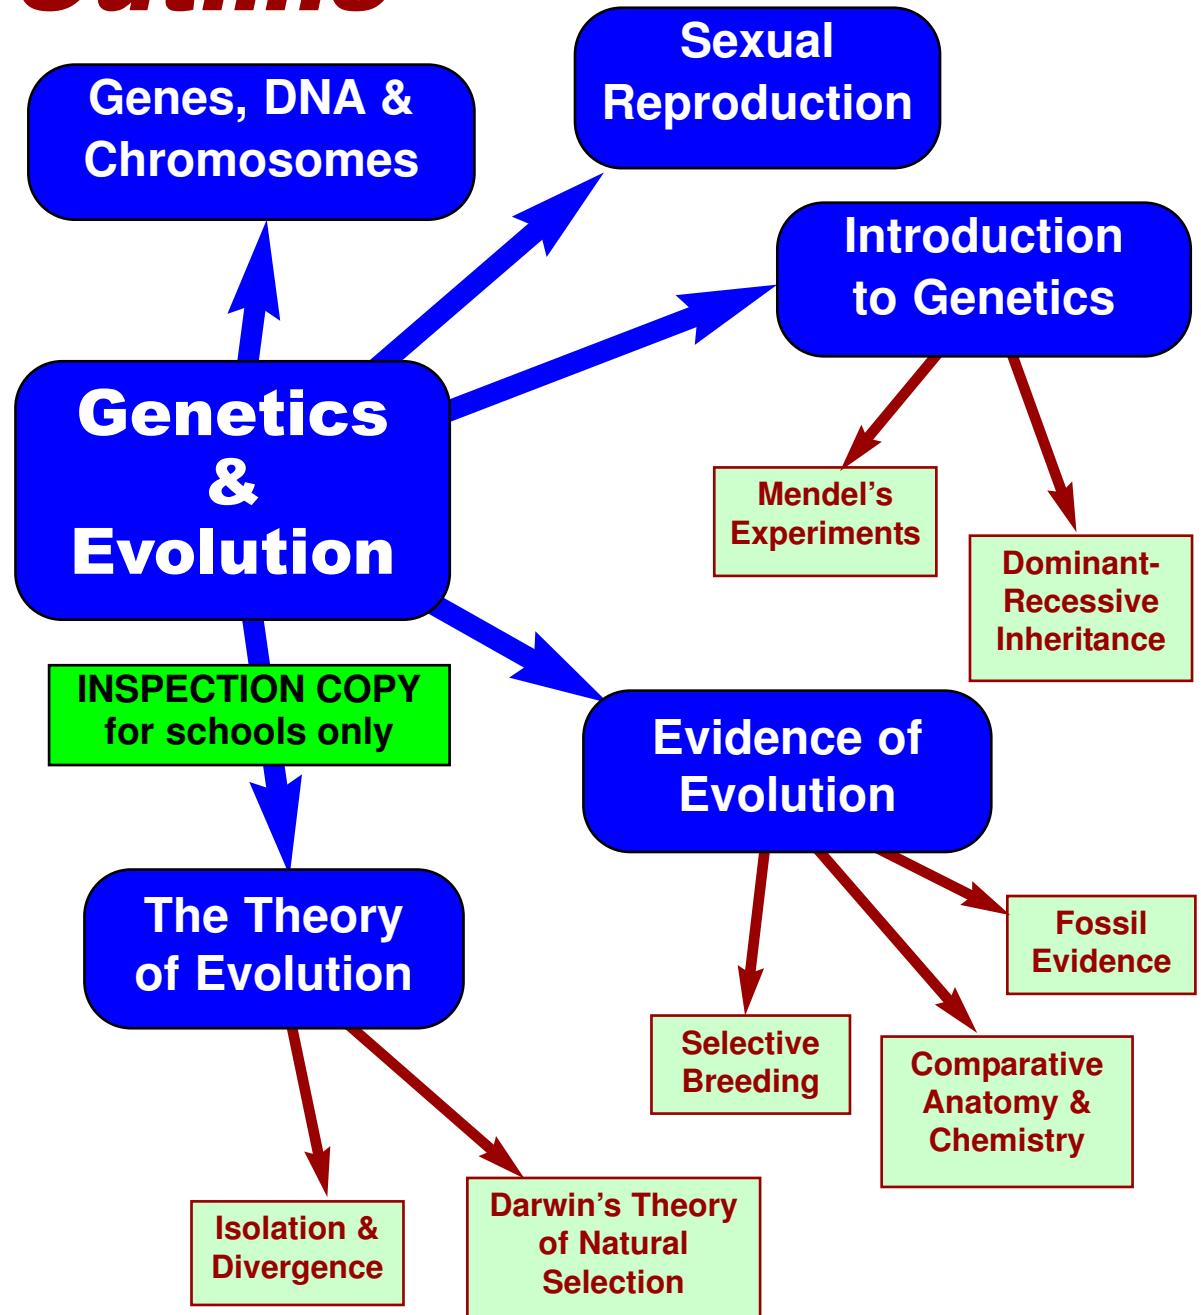 Outline
Sexual
Reproduction
Genes, DNA &
Chromosomes
Introduction
to Genetics
Genetics
&
Evolution
Mendel's
Experiments
Dominant-
Recessive
Inheritance
INSPECTION COPY
for schools only
Evidence of
Evolution
The Theory
of Evolution
Fossil
Evidence
Selective
Breeding
Comparative
Anatomy &
Chemistry
Isolation &
Divergence
Darwin's Theory
of Natural
Selection